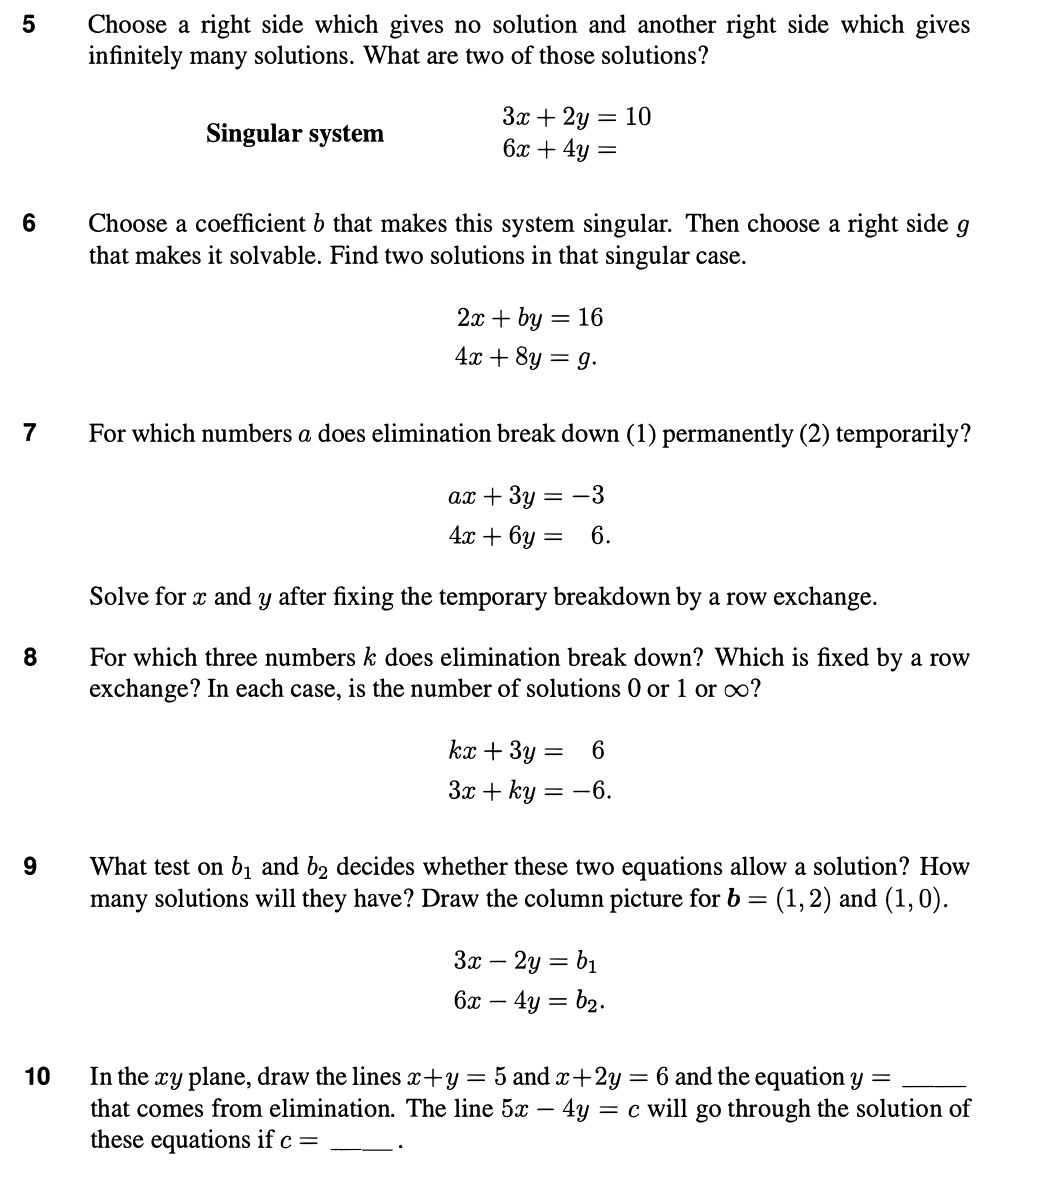 5 Choose a right side which gives no solution and another right side which gives
infinitely many solutions. What are two of those solutions?
Singular system
3x + 2y = 10
6x + 4y =
6 Choose a coefficient b that makes this system singular. Then choose a right side g
that makes it solvable. Find two solutions in that singular case.
2x + by = 16
4x + 8y = g.
7 For which numbers a does elimination break down (1) permanently (2) temporarily?
ax + 3y = −3
4x + 6y = 6.
Solve for x and y after fixing the temporary breakdown by a row exchange.
8 For which three numbers k does elimination break down? Which is fixed by a row
exchange? In each case, is the number of solutions 0 or 1 or ∞?
kx + 3y = 6
3x + ky = −6.
9 What test on b₁ and b₂ decides whether these two equations allow a solution? How
many solutions will they have? Draw the column picture for b = (1, 2) and (1, 0).
3x − 2y = b₁
6x − 4y = b₂.
10 In the xy plane, draw the lines x+y = 5 and x+2y = 6 and the equation y = ____
that comes from elimination. The line 5x − 4y = c will go through the solution of
these equations if c = ____ .